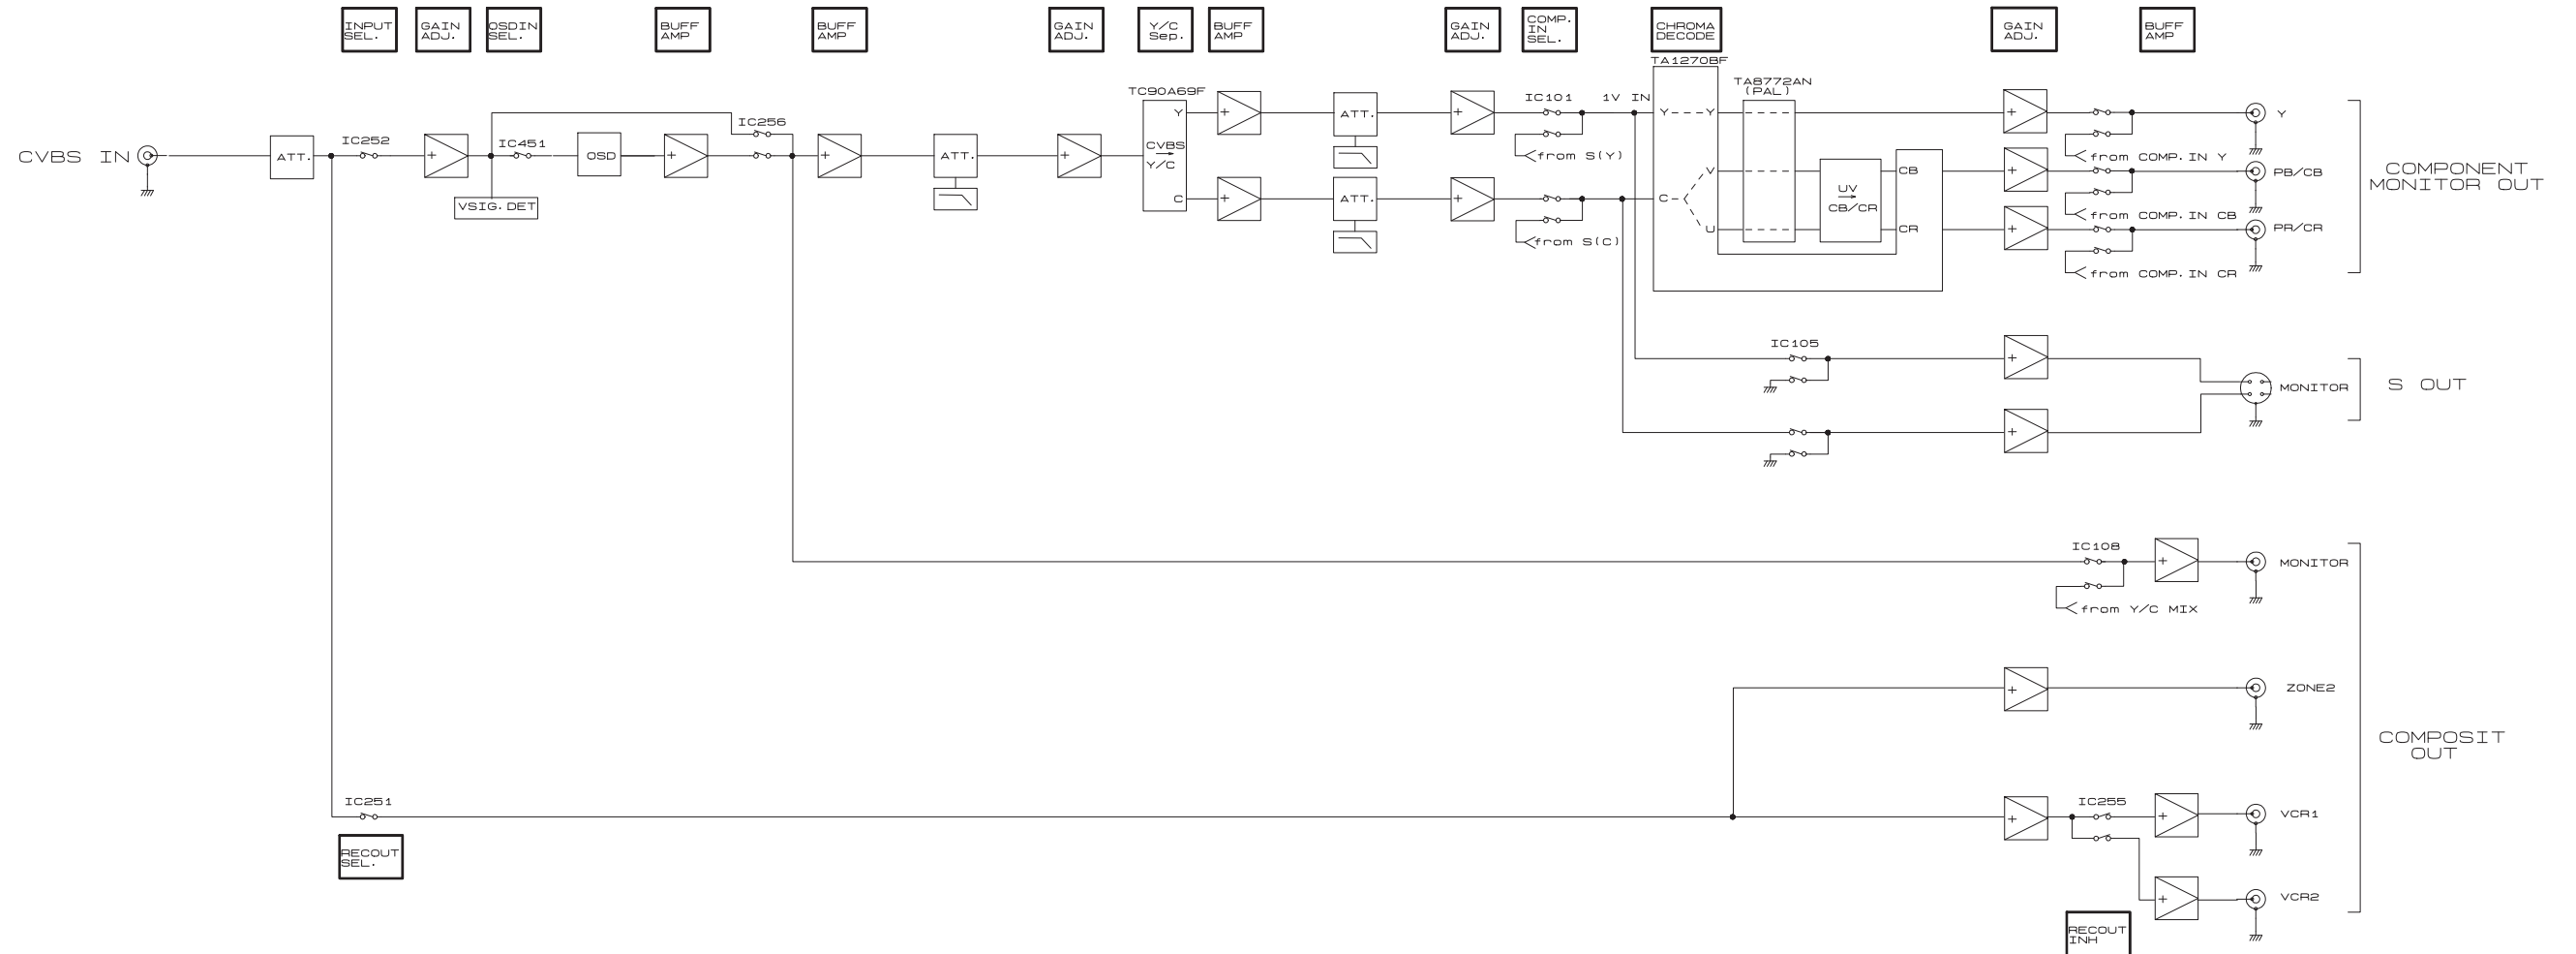 INPUT
SEL.
GAIN
ADJ.
OSDIN
SEL.
BUFF
AMP
BUFF
AMP
GAIN
ADJ.
Y/C
Sep.
BUFF
AMP
GAIN
ADJ.
COMP.
IN
SEL.
CHROMA
DECODE
GAIN
ADJ.
BUFF
AMP
TA1270BF
TA8772AN
(PAL)
TC90A69F
IC101
1V IN
CVBS IN
ATT.
IC252
IC451
OSD
IC256
VSIG.DET
ATT.
Y
CVBS
Y/C
C
ATT.
ATT.
from S(Y)
from S(C)
Y
Y
V
C
U
UV
CB/CR
CB
CR
from COMP.IN Y
from COMP.IN CB
from COMP.IN CR
Y
PB/CB
PR/CR
COMPONENT
MONITOR OUT
IC105
MONITOR
S OUT
IC108
from Y/C MIX
MONITOR
ZONE2
COMPOSIT
OUT
IC251
RECOUT
SEL.
IC255
VCR1
VCR2
RECOUT
INH